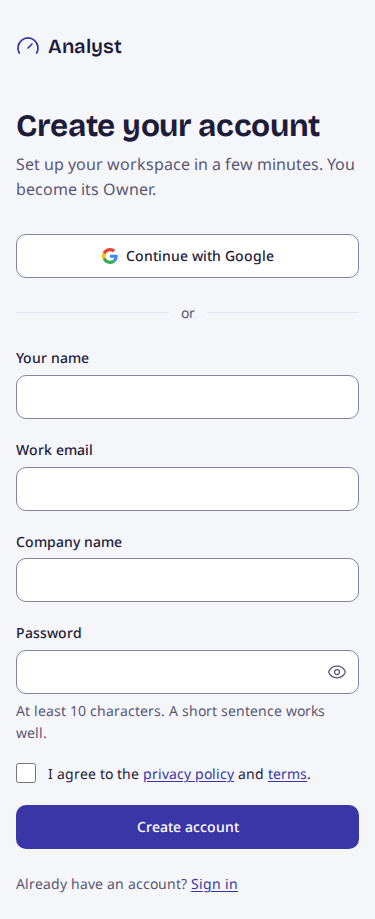 Analyst
Create your account
Set up your workspace in a few minutes. You
become its Owner.
Continue with Google
or
Your name
Work email
Company name
Password
At least 10 characters. A short sentence works
well.
I agree to the privacy policy and terms.
Create account
Already have an account? Sign in